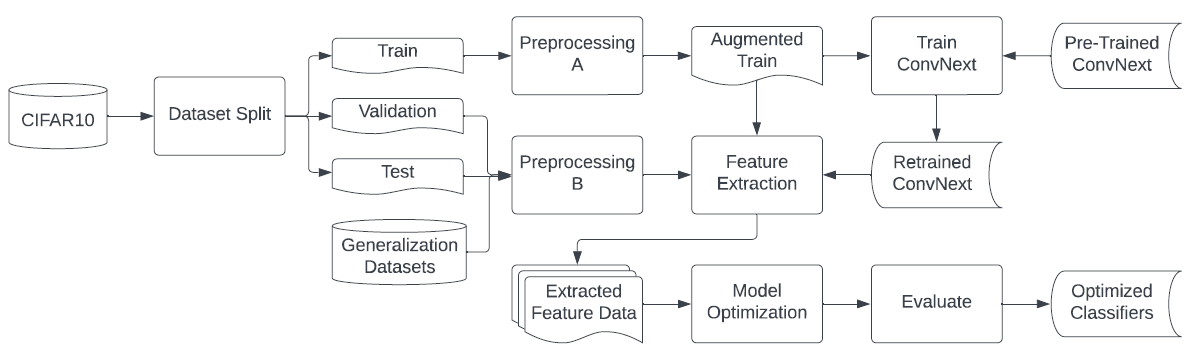 CIFAR10
Dataset Split
Train
Validation
Test
Generalization
Datasets
Preprocessing
A
Preprocessing
B
Augmented
Train
Feature
Extraction
Train
ConvNext
Pre-Trained
ConvNext
Retrained
ConvNext
Extracted
Feature Data
Model
Optimization
Evaluate
Optimized
Classifiers